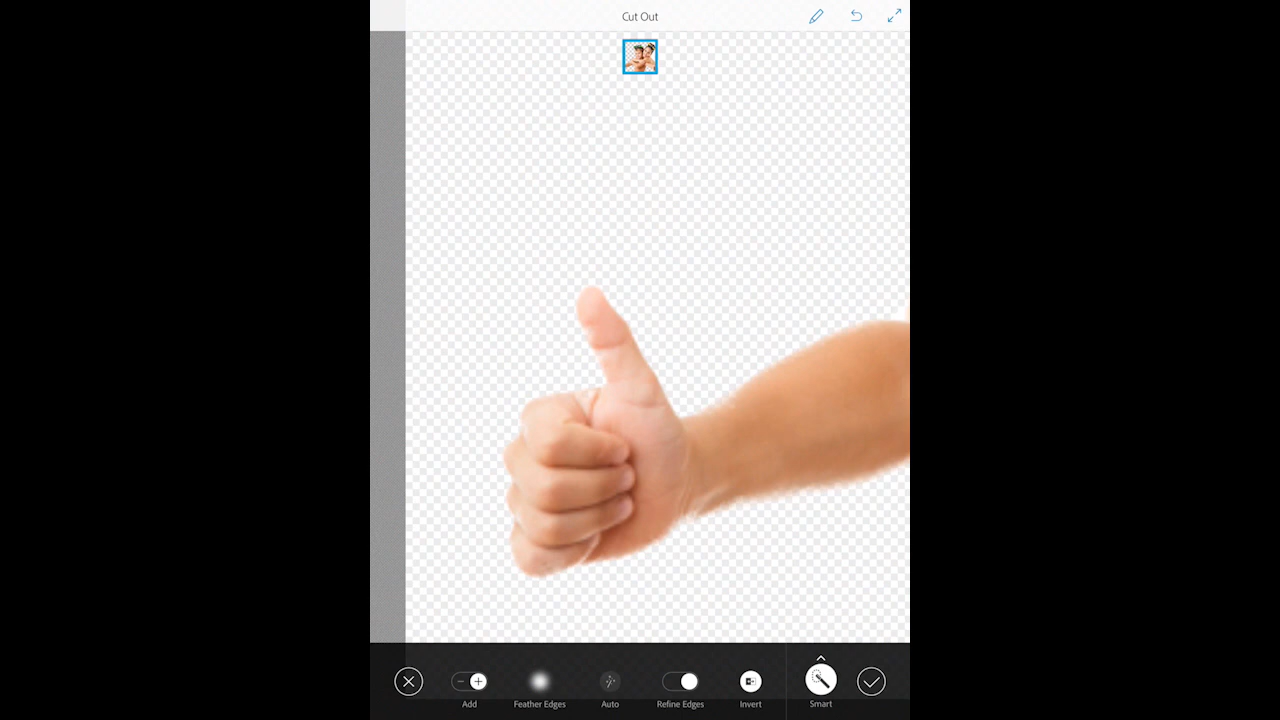 Cut Out
Add
Feather Edges
Auto
Refine Edges
Invert
Smart